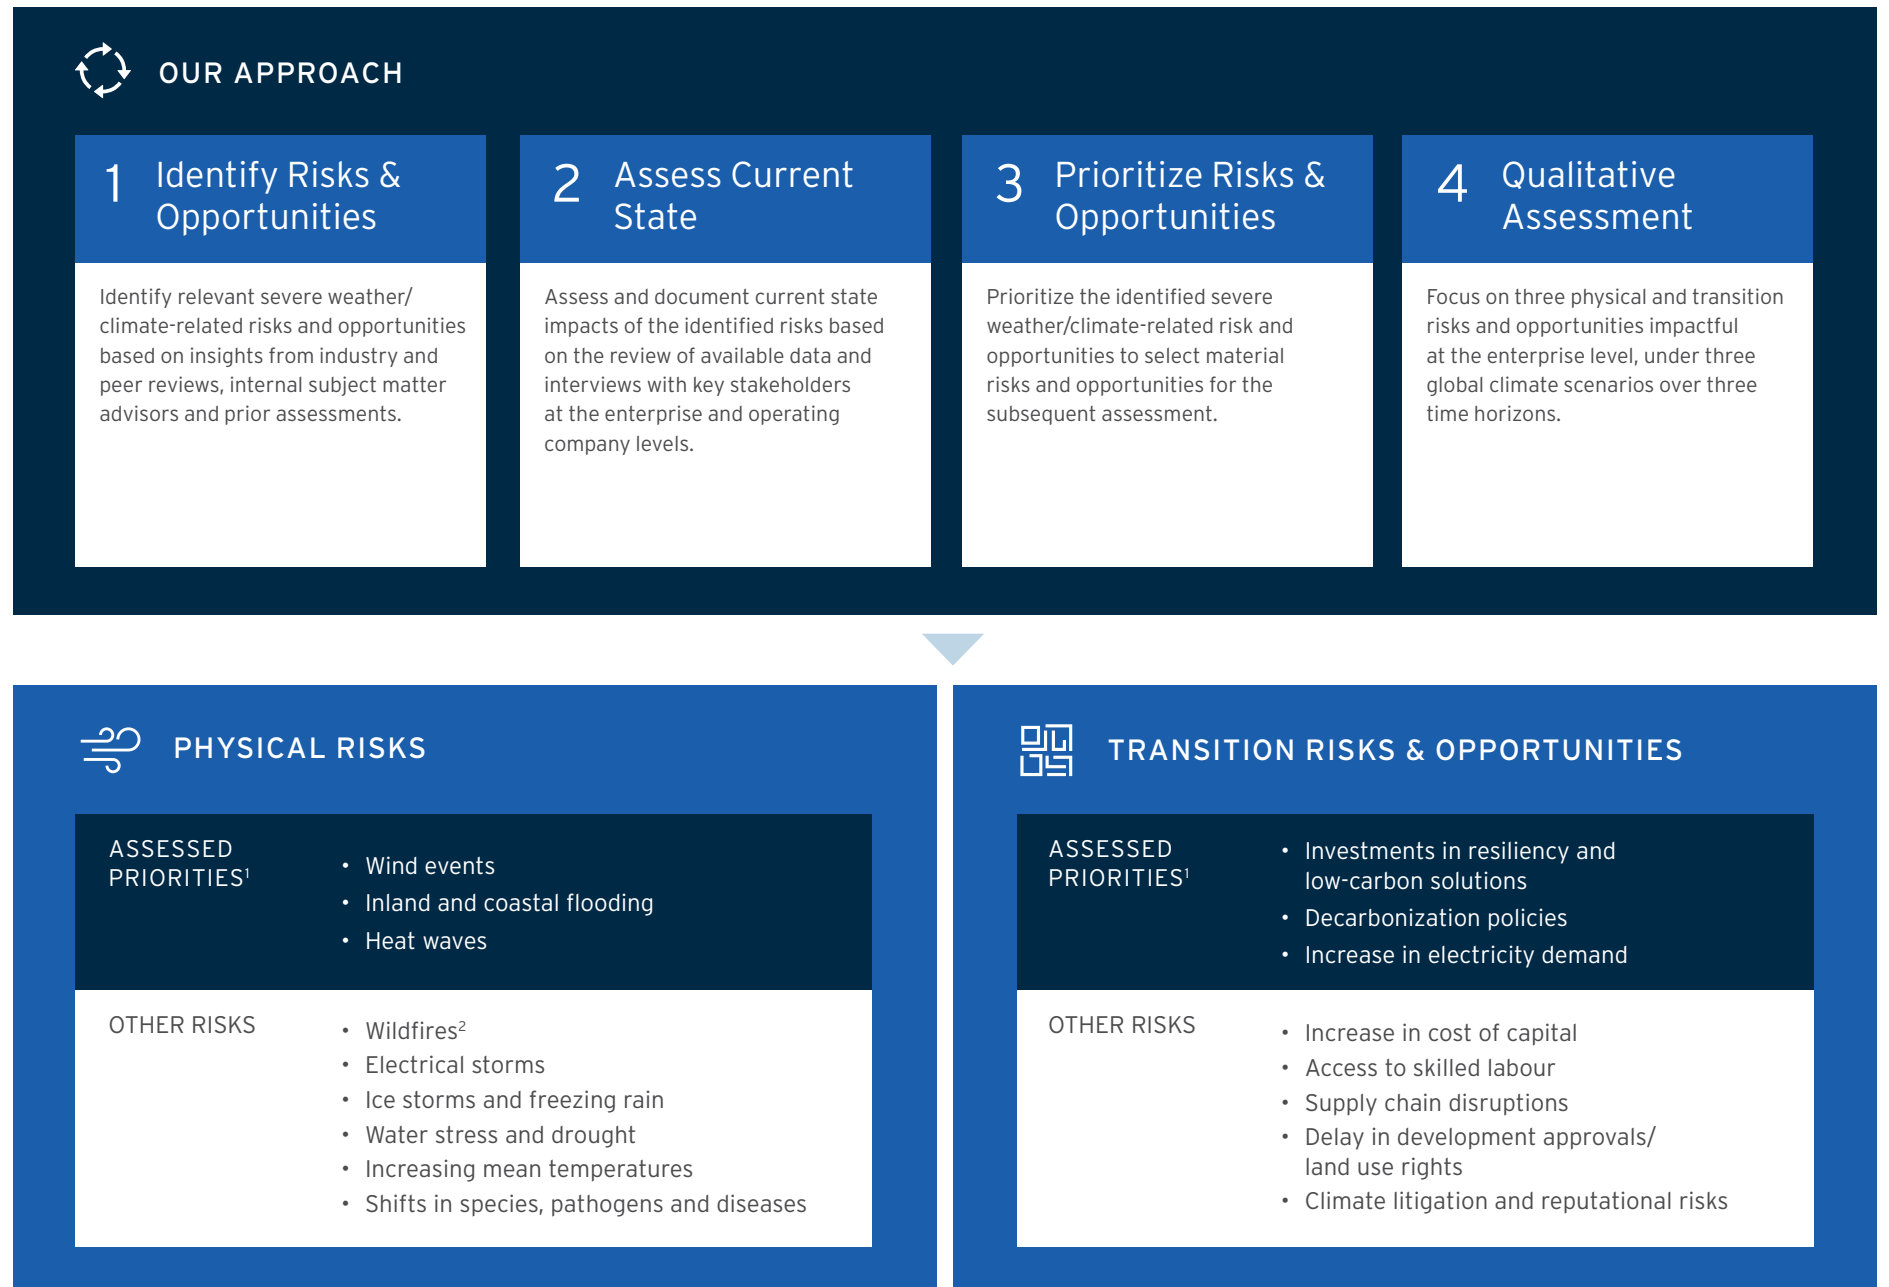 OUR APPROACH
1 Identify Risks &
Opportunities
Identify relevant severe weather/
climate-related risks and opportunities
based on insights from industry and
peer reviews, internal subject matter
advisors and prior assessments.
2 Assess Current
State
Assess and document current state
impacts of the identified risks based
on the review of available data and
interviews with key stakeholders
at the enterprise and operating
company levels.
3 Prioritize Risks &
Opportunities
Prioritize the identified severe
weather/climate-related risk and
opportunities to select material
risks and opportunities for the
subsequent assessment.
4 Qualitative
Assessment
Focus on three physical and transition
risks and opportunities impactful
at the enterprise level, under three
global climate scenarios over three
time horizons.
PHYSICAL RISKS
ASSESSED
PRIORITIES¹
• Wind events
• Inland and coastal flooding
• Heat waves
OTHER RISKS
• Wildfires²
• Electrical storms
• Ice storms and freezing rain
• Water stress and drought
• Increasing mean temperatures
• Shifts in species, pathogens and diseases
TRANSITION RISKS & OPPORTUNITIES
ASSESSED
PRIORITIES¹
• Investments in resiliency and
low-carbon solutions
• Decarbonization policies
• Increase in electricity demand
OTHER RISKS
• Increase in cost of capital
• Access to skilled labour
• Supply chain disruptions
• Delay in development approvals/
land use rights
• Climate litigation and reputational risks